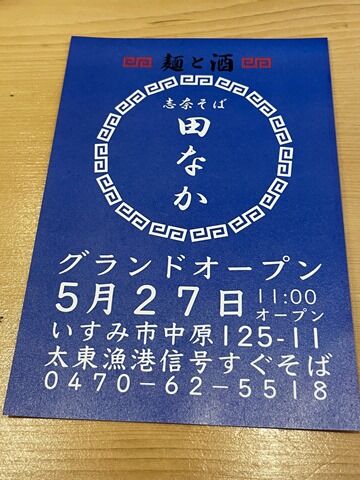 麺と酒
志奈そば
田なか
グランドオープン
5月27日 11:00
オープン
いすみ市中原125-11
太東漁港信号すぐそば
0470-62-5518